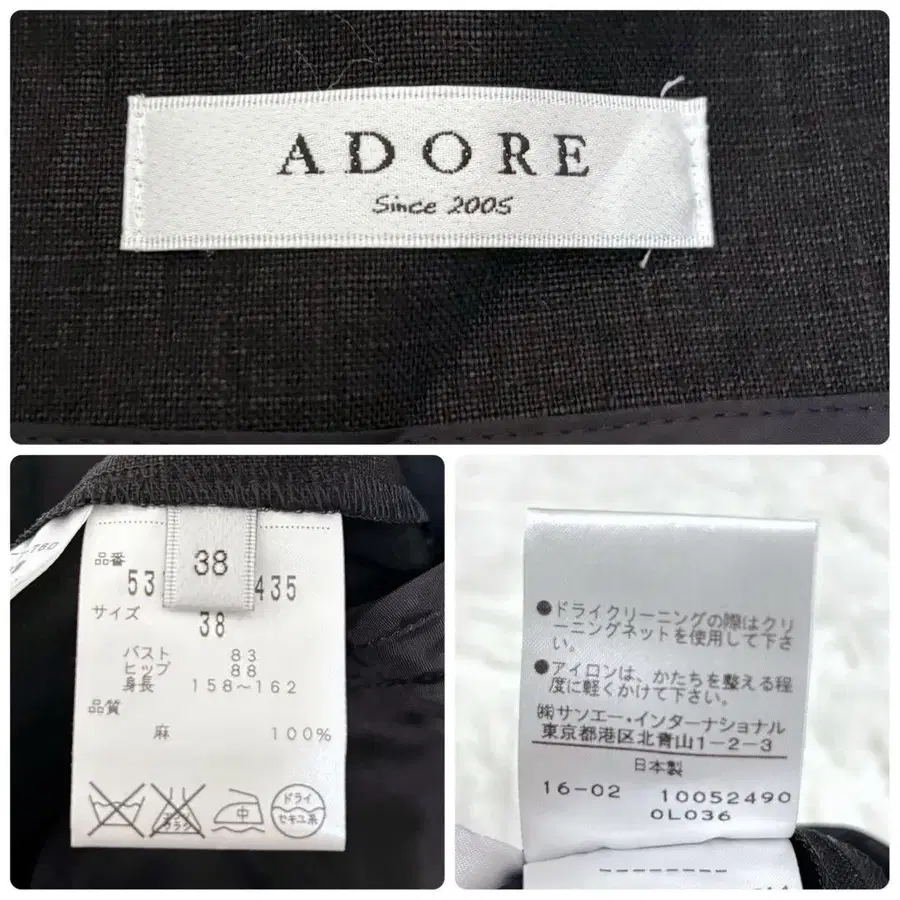 ADORE
Since 2005
品番
38
53
435
サイズ
38
バスト 83
ヒップ 88
身長 158～162
品質
麻 100%
中
ドライ
セキユ系
●ドライクリーニングの際はクリ
ーニングネットを使用して下さ
い。
●アイロンは、かたちを整える程
度に軽くかけて下さい。
㈱サンエー・インターナショナル
東京都港区北青山1-2-3
日本製
16-02 10052490
0L036